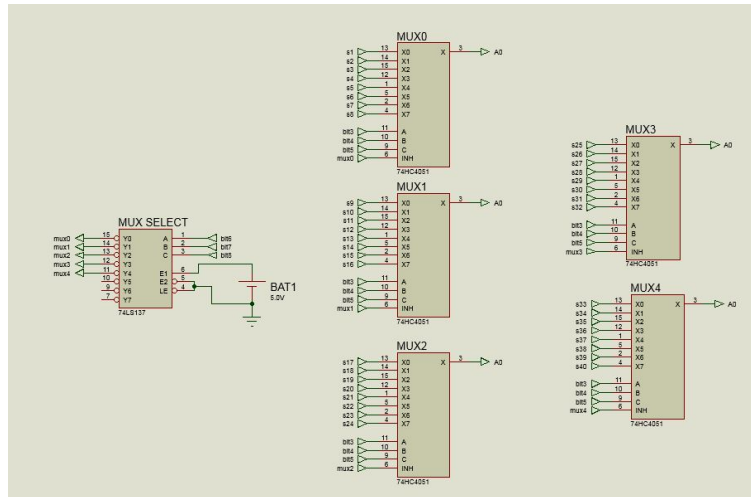 MUX0
s1 13 X0 X 3 A0
s2 14 X1
s3 15 X2
s4 12 X3
s5 1 X4
s6 5 X5
s7 2 X6
s8 4 X7
bit3 11 A
bit4 10 B
bit5 9 C
mux0 6 INH
74HC4051
MUX1
s9 13 X0 X 3 A0
s10 14 X1
s11 15 X2
s12 12 X3
s13 1 X4
s14 5 X5
s15 2 X6
s16 4 X7
bit3 11 A
bit4 10 B
bit5 9 C
mux1 6 INH
74HC4051
MUX2
s17 13 X0 X 3 A0
s18 14 X1
s19 15 X2
s20 12 X3
s21 1 X4
s22 5 X5
s23 2 X6
s24 4 X7
bit3 11 A
bit4 10 B
bit5 9 C
mux2 6 INH
74HC4051
MUX3
s25 13 X0 X 3 A0
s26 14 X1
s27 15 X2
s28 12 X3
s29 1 X4
s30 5 X5
s31 2 X6
s32 4 X7
bit3 11 A
bit4 10 B
bit5 9 C
mux3 6 INH
74HC4051
MUX4
s33 13 X0 X 3 A0
s34 14 X1
s35 15 X2
s36 12 X3
s37 1 X4
s38 5 X5
s39 2 X6
s40 4 X7
bit3 11 A
bit4 10 B
bit5 9 C
mux4 6 INH
74HC4051
MUX SELECT
mux0 15 Y0 A 1 bit6
mux1 14 Y1 B 2 bit7
mux2 13 Y2 C 3 bit8
mux3 12 Y3
mux4 11 Y4 E1 6
10 Y5 E2 5
9 Y6 LE 4
7 Y7
74LS137
BAT1
5.0V